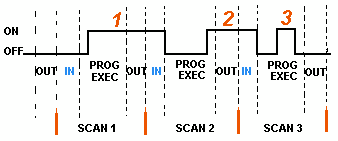 1 2 3
ON
OFF
OUT IN PROG EXEC OUT IN PROG EXEC OUT IN PROG EXEC OUT
SCAN 1 SCAN 2 SCAN 3